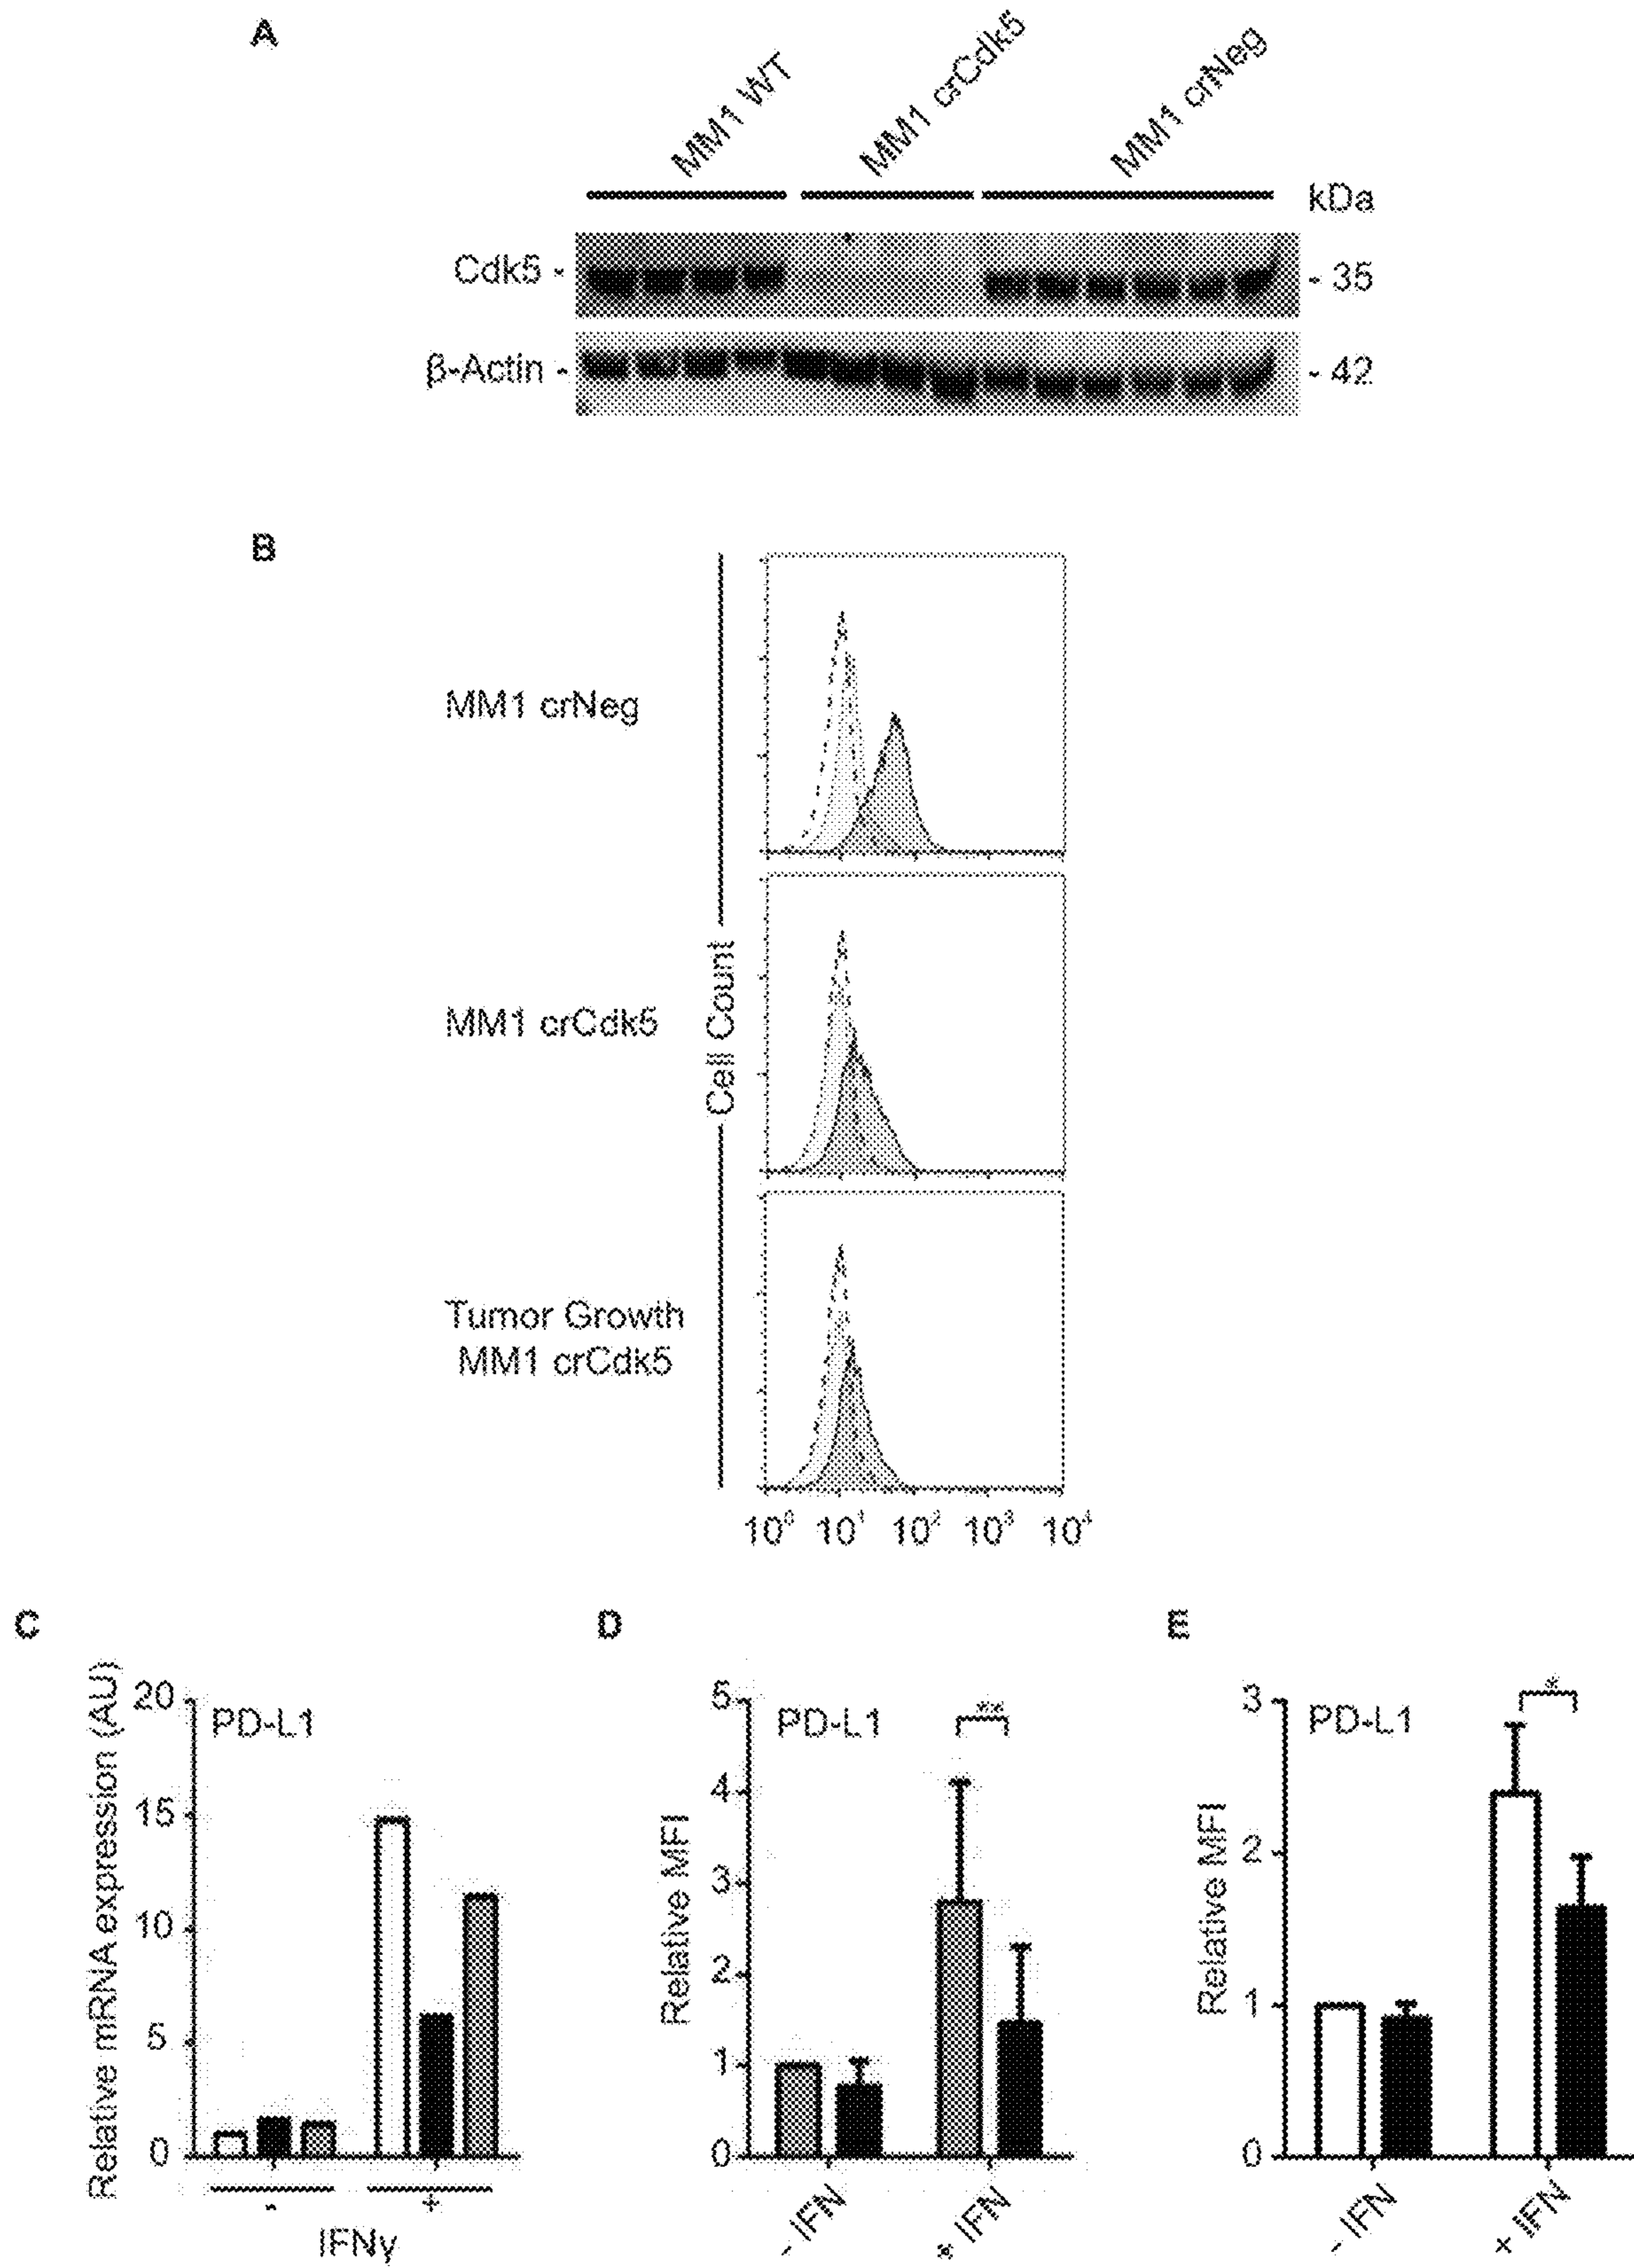 A
MM1 WT
MM1 crCdk5
MM1 crNeg
kDa
Cdk5 -
- 35
β-Actin -
- 42
B
MM1 crNeg
MM1 crCdk5
Cell Count
Tumor Growth
MM1 crCdk5
10⁰ 10¹ 10² 10³ 10⁴
C
Relative mRNA expression (AU)
20
15
10
5
0
PD-L1
- +
IFNγ
D
Relative MFI
5
4
3
2
1
0
PD-L1
**
- IFN
+ IFN
E
Relative MFI
3
2
1
0
PD-L1
*
- IFN
+ IFN